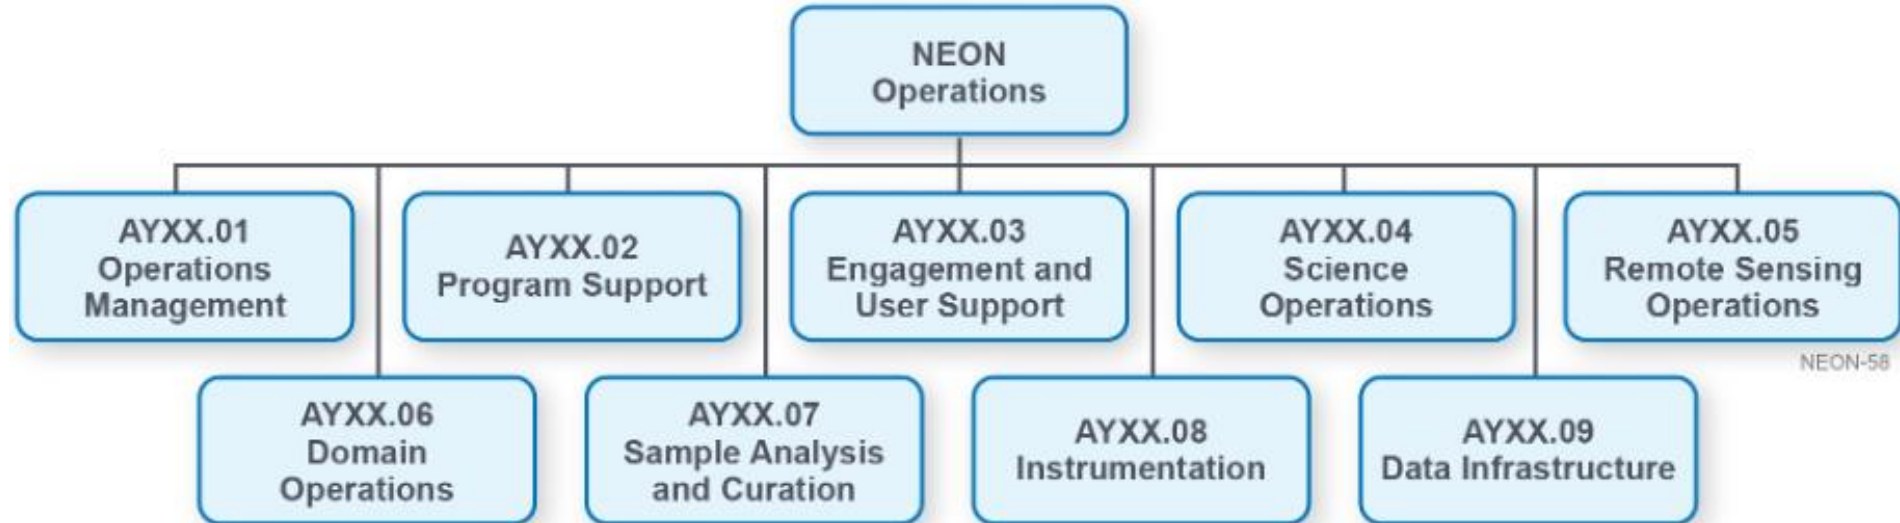 NEON
Operations
AYXX.01
Operations
Management
AYXX.02
Program Support
AYXX.03
Engagement and
User Support
AYXX.04
Science
Operations
AYXX.05
Remote Sensing
Operations
NEON-58
AYXX.06
Domain
Operations
AYXX.07
Sample Analysis
and Curation
AYXX.08
Instrumentation
AYXX.09
Data Infrastructure